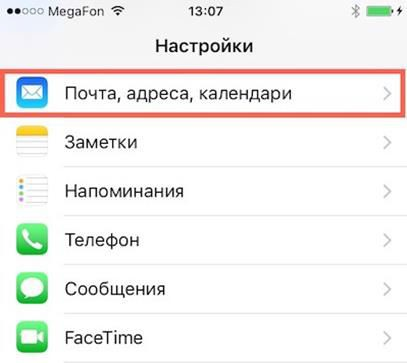 MegaFon 13:07
Настройки
Почта, адреса, календари
Заметки
Напоминания
Телефон
Сообщения
FaceTime